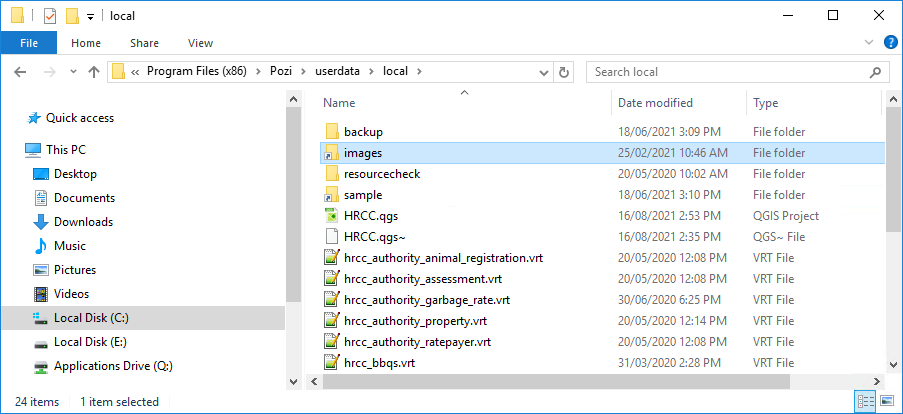 local
File Home Share View
Program Files (x86) Pozi userdata local Search local
Name Date modified Type
Quick access
This PC
Desktop
Documents
Downloads
Music
Pictures
Videos
Local Disk (C:)
Local Disk (E:)
Applications Drive (Q:)
backup 18/06/2021 3:09 PM File folder
images 25/02/2021 10:46 AM File folder
resourcecheck 20/05/2020 10:02 AM File folder
sample 18/06/2021 3:10 PM File folder
HRCC.qgs 16/08/2021 2:53 PM QGIS Project
HRCC.qgs~ 16/08/2021 2:35 PM QGS~ File
hrcc_authority_animal_registration.vrt 20/05/2020 12:08 PM VRT File
hrcc_authority_assessment.vrt 20/05/2020 12:08 PM VRT File
hrcc_authority_garbage_rate.vrt 30/06/2020 6:25 PM VRT File
hrcc_authority_property.vrt 20/05/2020 12:14 PM VRT File
hrcc_authority_ratepayer.vrt 20/05/2020 12:08 PM VRT File
hrcc_bbqs.vrt 31/03/2020 2:28 PM VRT File
24 items 1 item selected